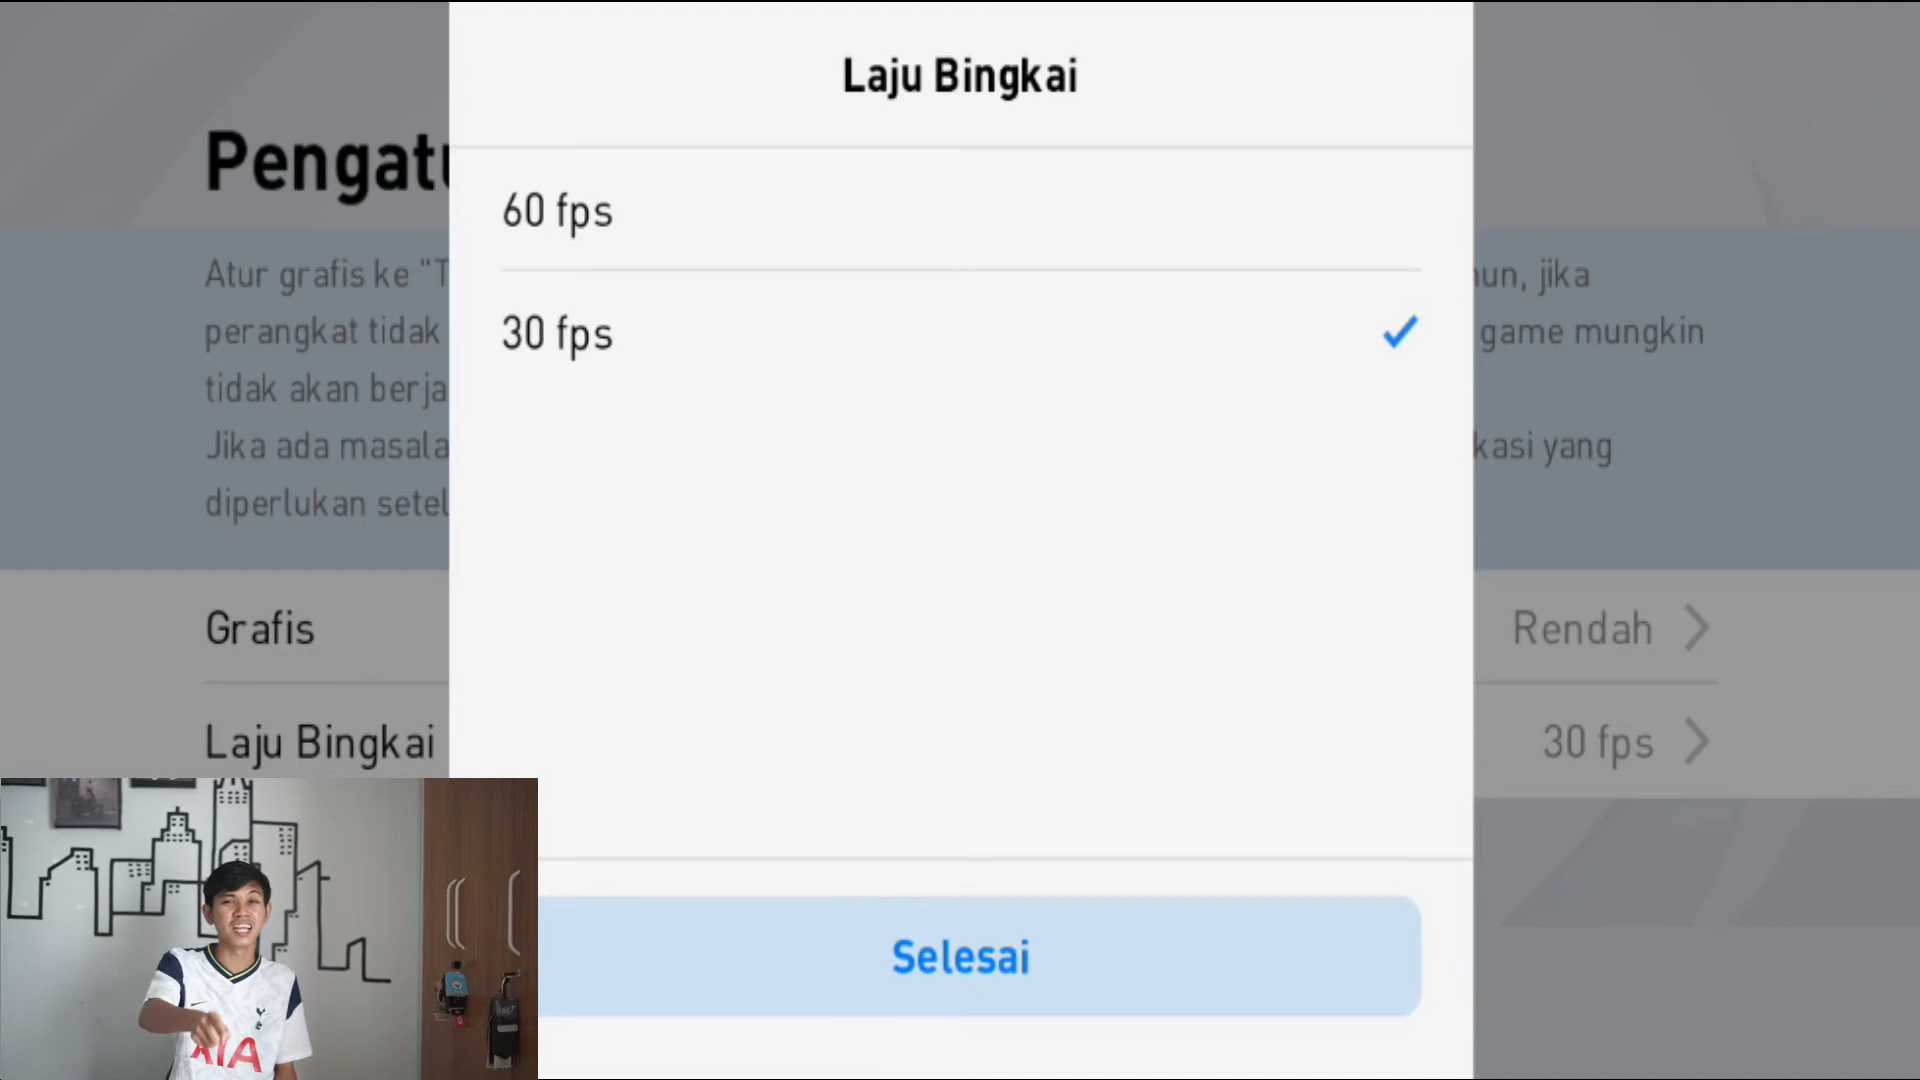 Laju Bingkai
60 fps
30 fps
Atur grafis ke "T
un, jika
perangkat tidak
game mungkin
tidak akan berja
Jika ada masala
kasi yang
diperlukan setel
Grafis
Rendah
Laju Bingkai
30 fps
Selesai
AIA